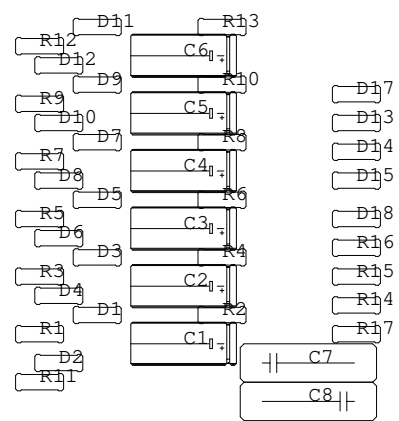 D11 R13
R12 C6
D12
D9 R10 D17
R9 C5
D10 D13
D7 R8 D14
R7 C4
D8 D15
D5 R6
R5 C3 D18
D6 R16
D3 R4
R3 C2 R15
D4 R14
D1 R2
R1 C1 R17
D2 C7
R11
C8